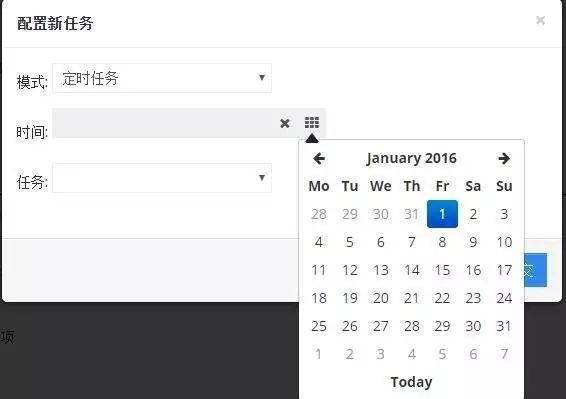 配置新任务 ×
模式: 定时任务
时间:
任务:
January 2016
Mo Tu We Th Fr Sa Su
28 29 30 31 1 2 3
4 5 6 7 8 9 10
11 12 13 14 15 16 17
18 19 20 21 22 23 24
25 26 27 28 29 30 31
1 2 3 4 5 6 7
Today
交
项